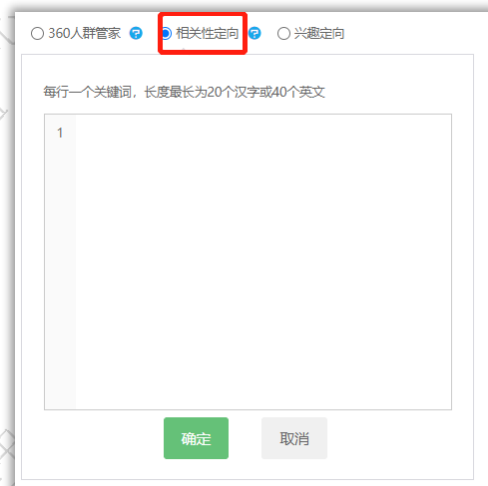 360人群管家 ? 相关性定向 ? 兴趣定向
每行一个关键词，长度最长为20个汉字或40个英文
1
确定 取消